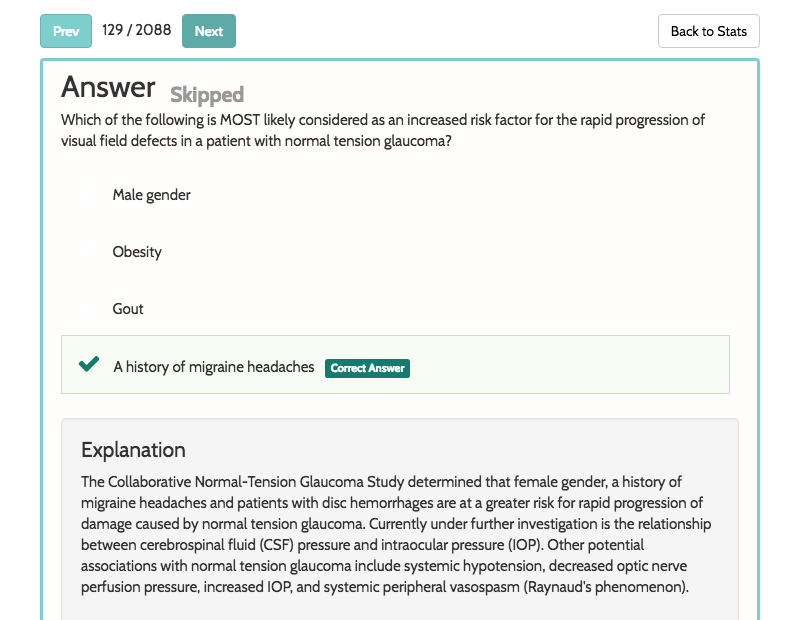 Prev 129 / 2088 Next Back to Stats
Answer Skipped
Which of the following is MOST likely considered as an increased risk factor for the rapid progression of
visual field defects in a patient with normal tension glaucoma?
Male gender
Obesity
Gout
A history of migraine headaches Correct Answer
Explanation
The Collaborative Normal-Tension Glaucoma Study determined that female gender, a history of
migraine headaches and patients with disc hemorrhages are at a greater risk for rapid progression of
damage caused by normal tension glaucoma. Currently under further investigation is the relationship
between cerebrospinal fluid (CSF) pressure and intraocular pressure (IOP). Other potential
associations with normal tension glaucoma include systemic hypotension, decreased optic nerve
perfusion pressure, increased IOP, and systemic peripheral vasospasm (Raynaud's phenomenon).